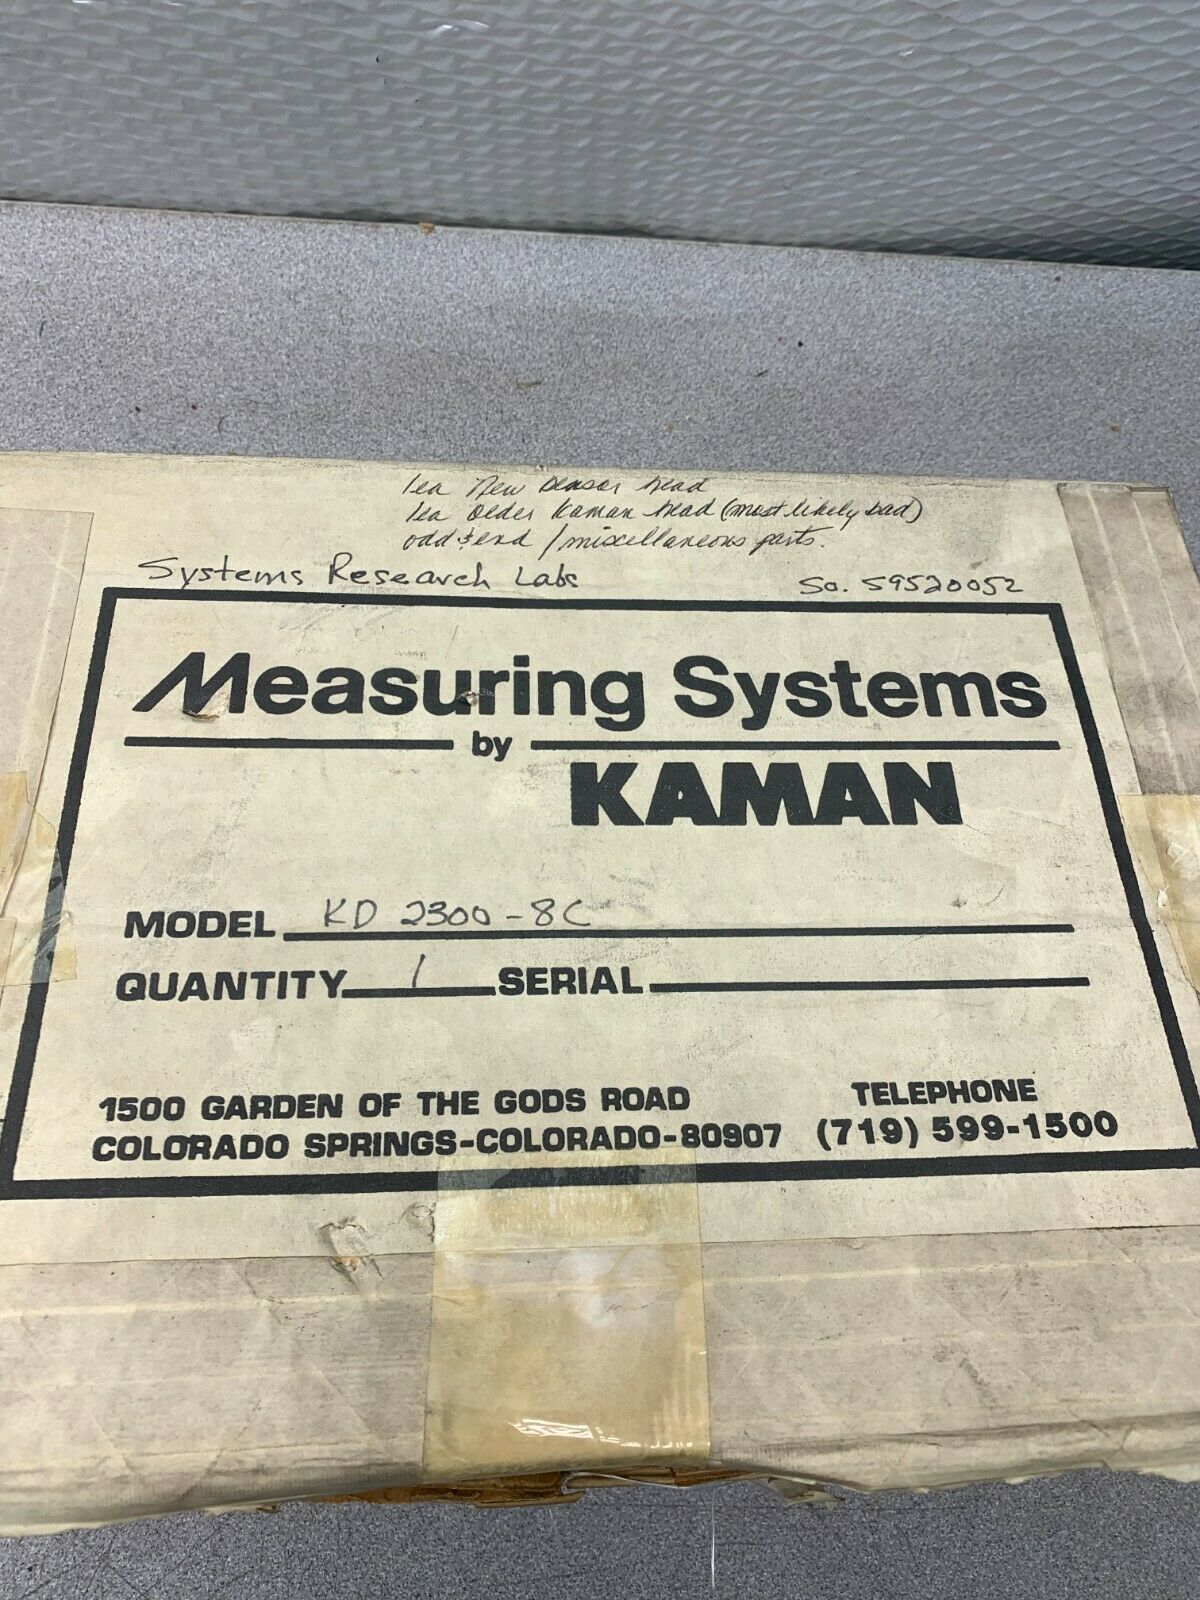 1ea New Sensor head
1ea older Kaman head (most likely bad)
odd & end / miscellaneous parts.
Systems Research Labs So. S9520052
Measuring Systems
by
KAMAN
MODEL KD 2300-8C
QUANTITY 1 SERIAL
1500 GARDEN OF THE GODS ROAD TELEPHONE
COLORADO SPRINGS-COLORADO-80907 (719) 599-1500